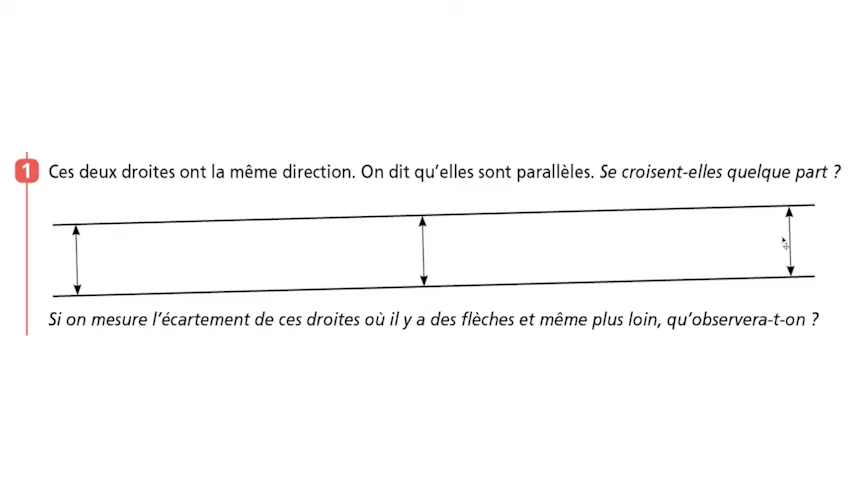 1 Ces deux droites ont la même direction. On dit qu'elles sont parallèles. Se croisent-elles quelque part ?
Si on mesure l'écartement de ces droites où il y a des flèches et même plus loin, qu'observera-t-on ?